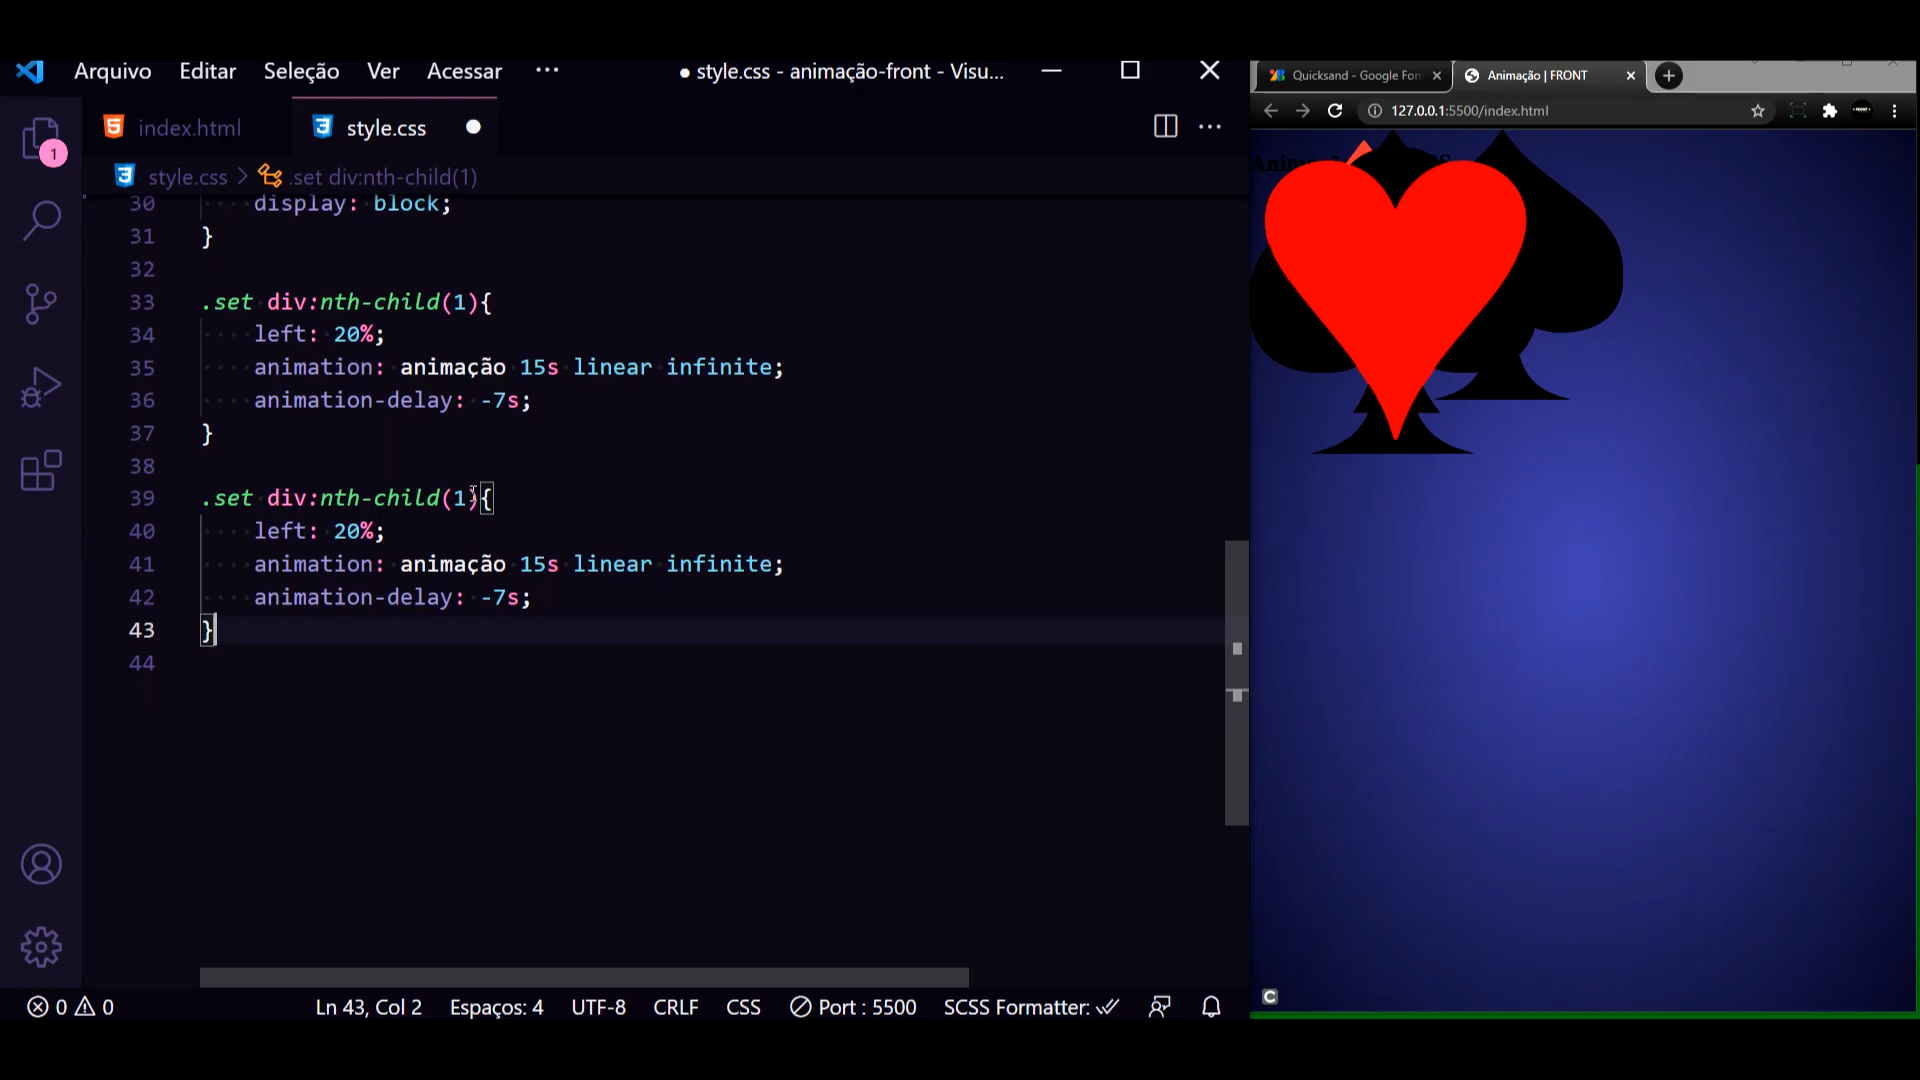 Arquivo Editar Seleção Ver Acessar ··· ● style.css - animação-front - Visu...
index.html style.css
style.css > .set div:nth-child(1)
1
30 display: block;
31 }
32
33 .set div:nth-child(1){
34 left: 20%;
35 animation: animação 15s linear infinite;
36 animation-delay: -7s;
37 }
38
39 .set div:nth-child(1){
40 left: 20%;
41 animation: animação 15s linear infinite;
42 animation-delay: -7s;
43 }
44
0 0 Ln 43, Col 2 Espaços: 4 UTF-8 CRLF CSS Port : 5500 SCSS Formatter:
Quicksand - Google Fon Animação | FRONT
127.0.0.1:5500/index.html
C